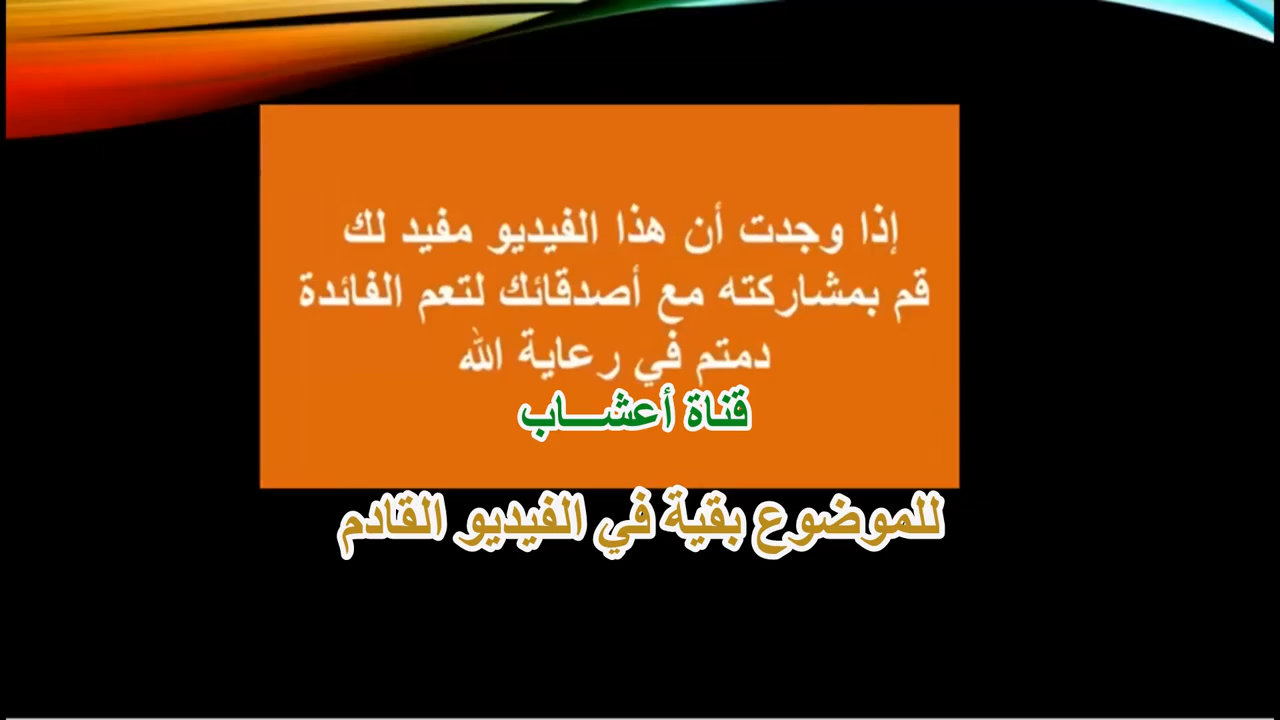 إذا وجدت أن هذا الفيديو مفيد لك
قم بمشاركته مع أصدقائك لتعم الفائدة
دمتم في رعاية الله
قناة أعشـــاب
للموضوع بقية في الفيديو القادم